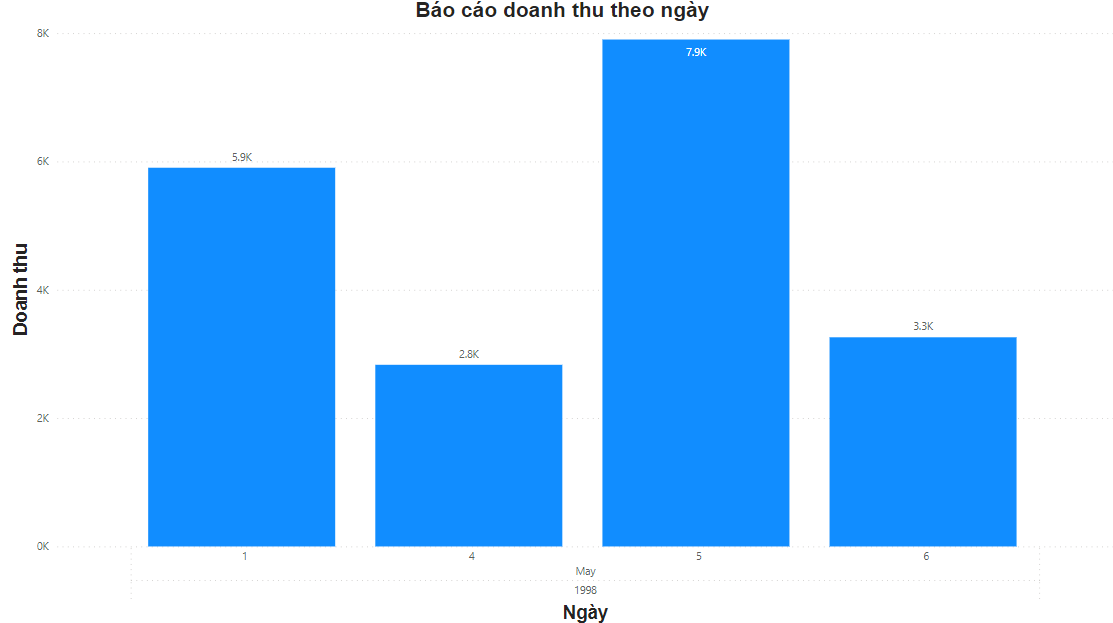 Báo cáo doanh thu theo ngày
Doanh thu
8K
6K
4K
2K
0K
5.9K
2.8K
7.9K
3.3K
1
4
5
6
May
1998
Ngày